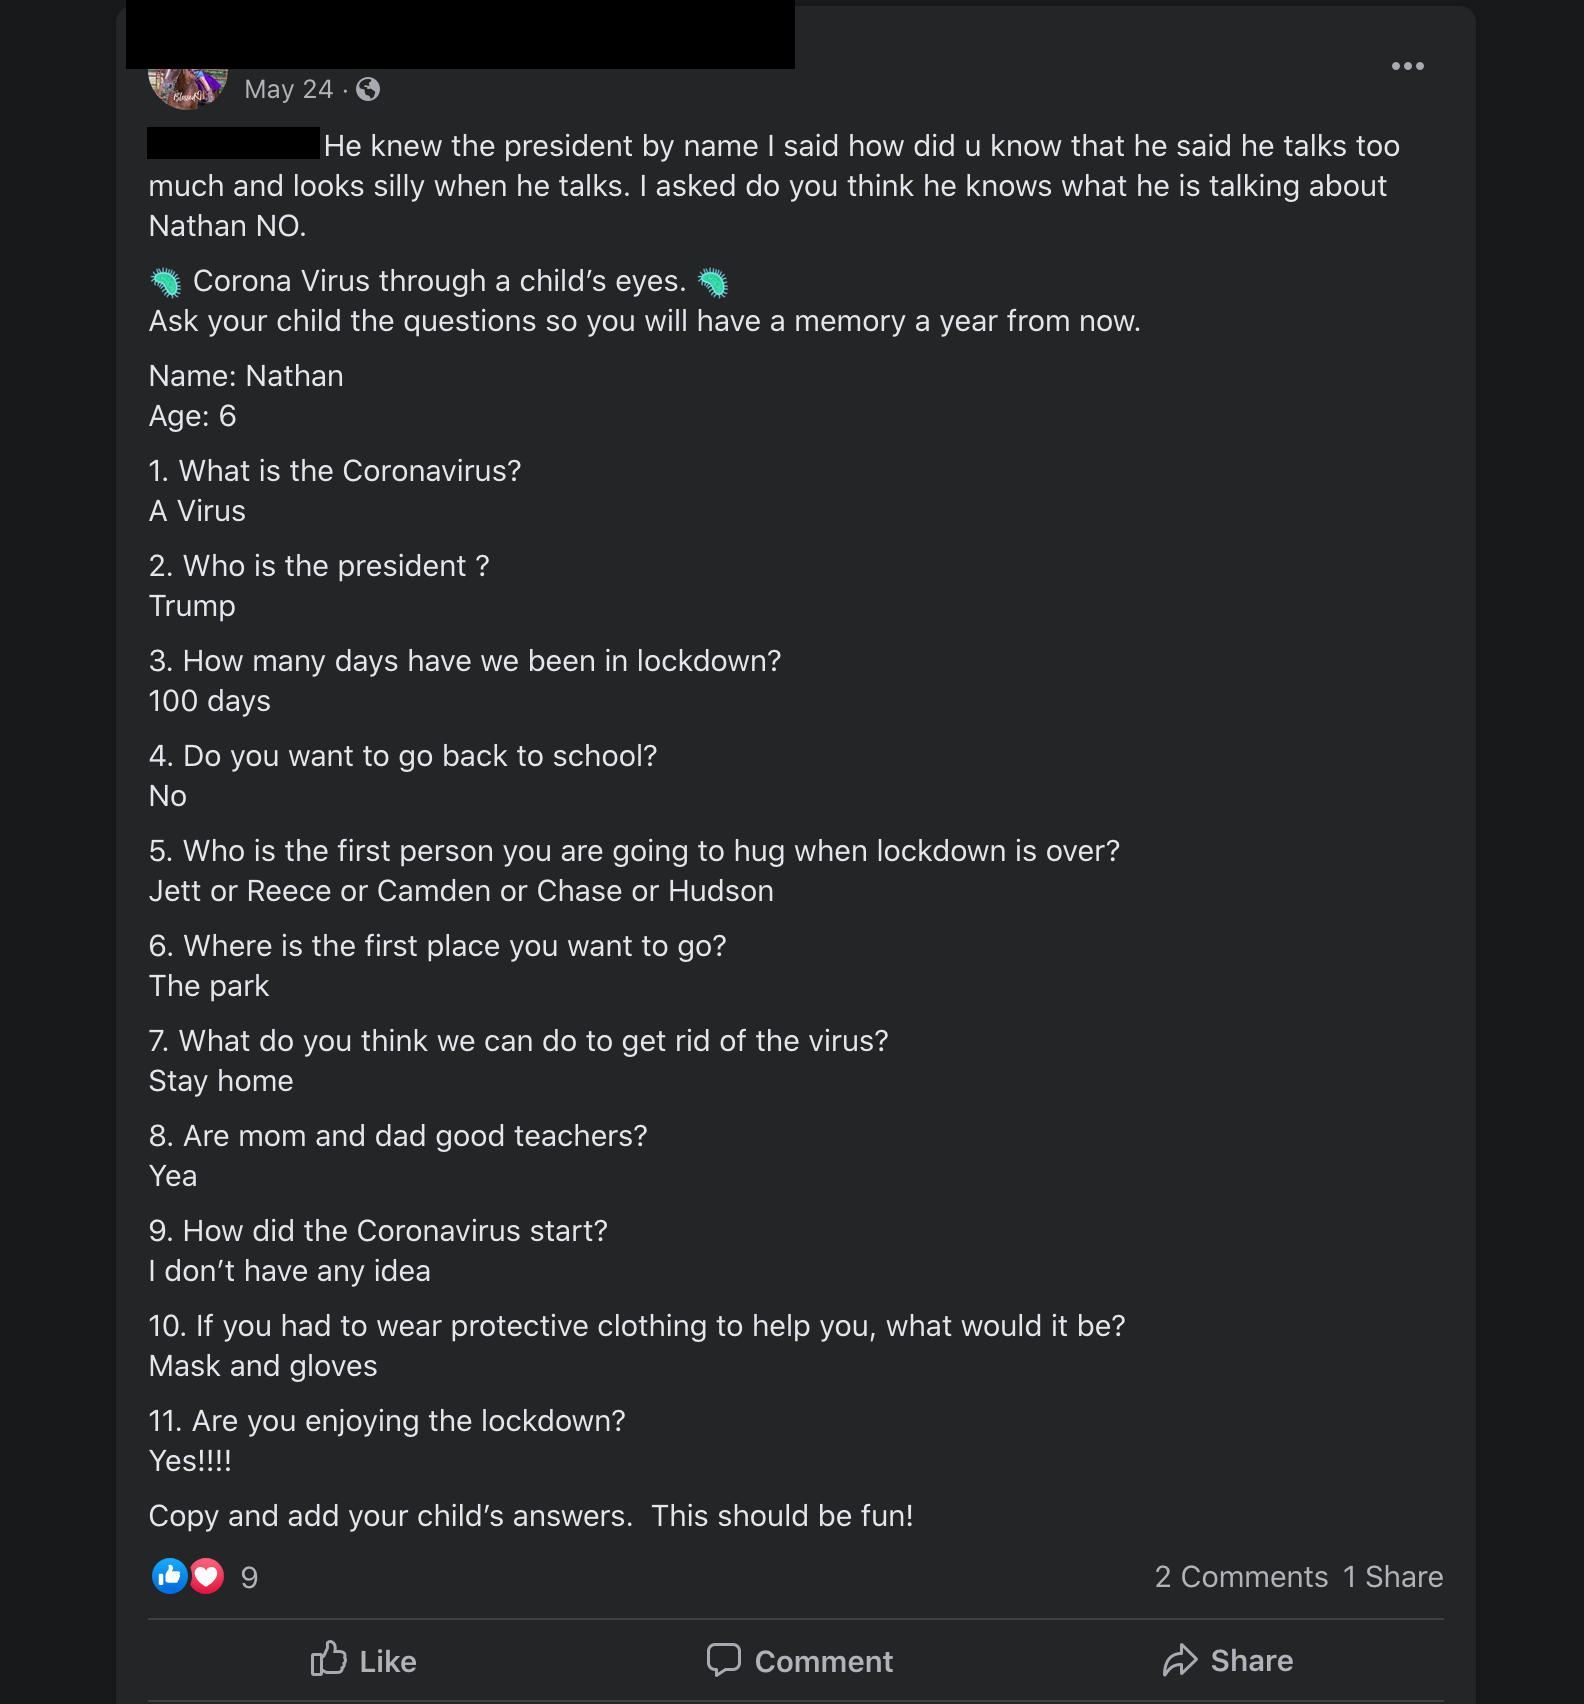 May 24 ·
He knew the president by name I said how did u know that he said he talks too
much and looks silly when he talks. I asked do you think he knows what he is talking about
Nathan NO.
🦠 Corona Virus through a child’s eyes. 🦠
Ask your child the questions so you will have a memory a year from now.
Name: Nathan
Age: 6
1. What is the Coronavirus?
A Virus
2. Who is the president ?
Trump
3. How many days have we been in lockdown?
100 days
4. Do you want to go back to school?
No
5. Who is the first person you are going to hug when lockdown is over?
Jett or Reece or Camden or Chase or Hudson
6. Where is the first place you want to go?
The park
7. What do you think we can do to get rid of the virus?
Stay home
8. Are mom and dad good teachers?
Yea
9. How did the Coronavirus start?
I don’t have any idea
10. If you had to wear protective clothing to help you, what would it be?
Mask and gloves
11. Are you enjoying the lockdown?
Yes!!!!
Copy and add your child’s answers.  This should be fun!
9
2 Comments 1 Share
Like
Comment
Share